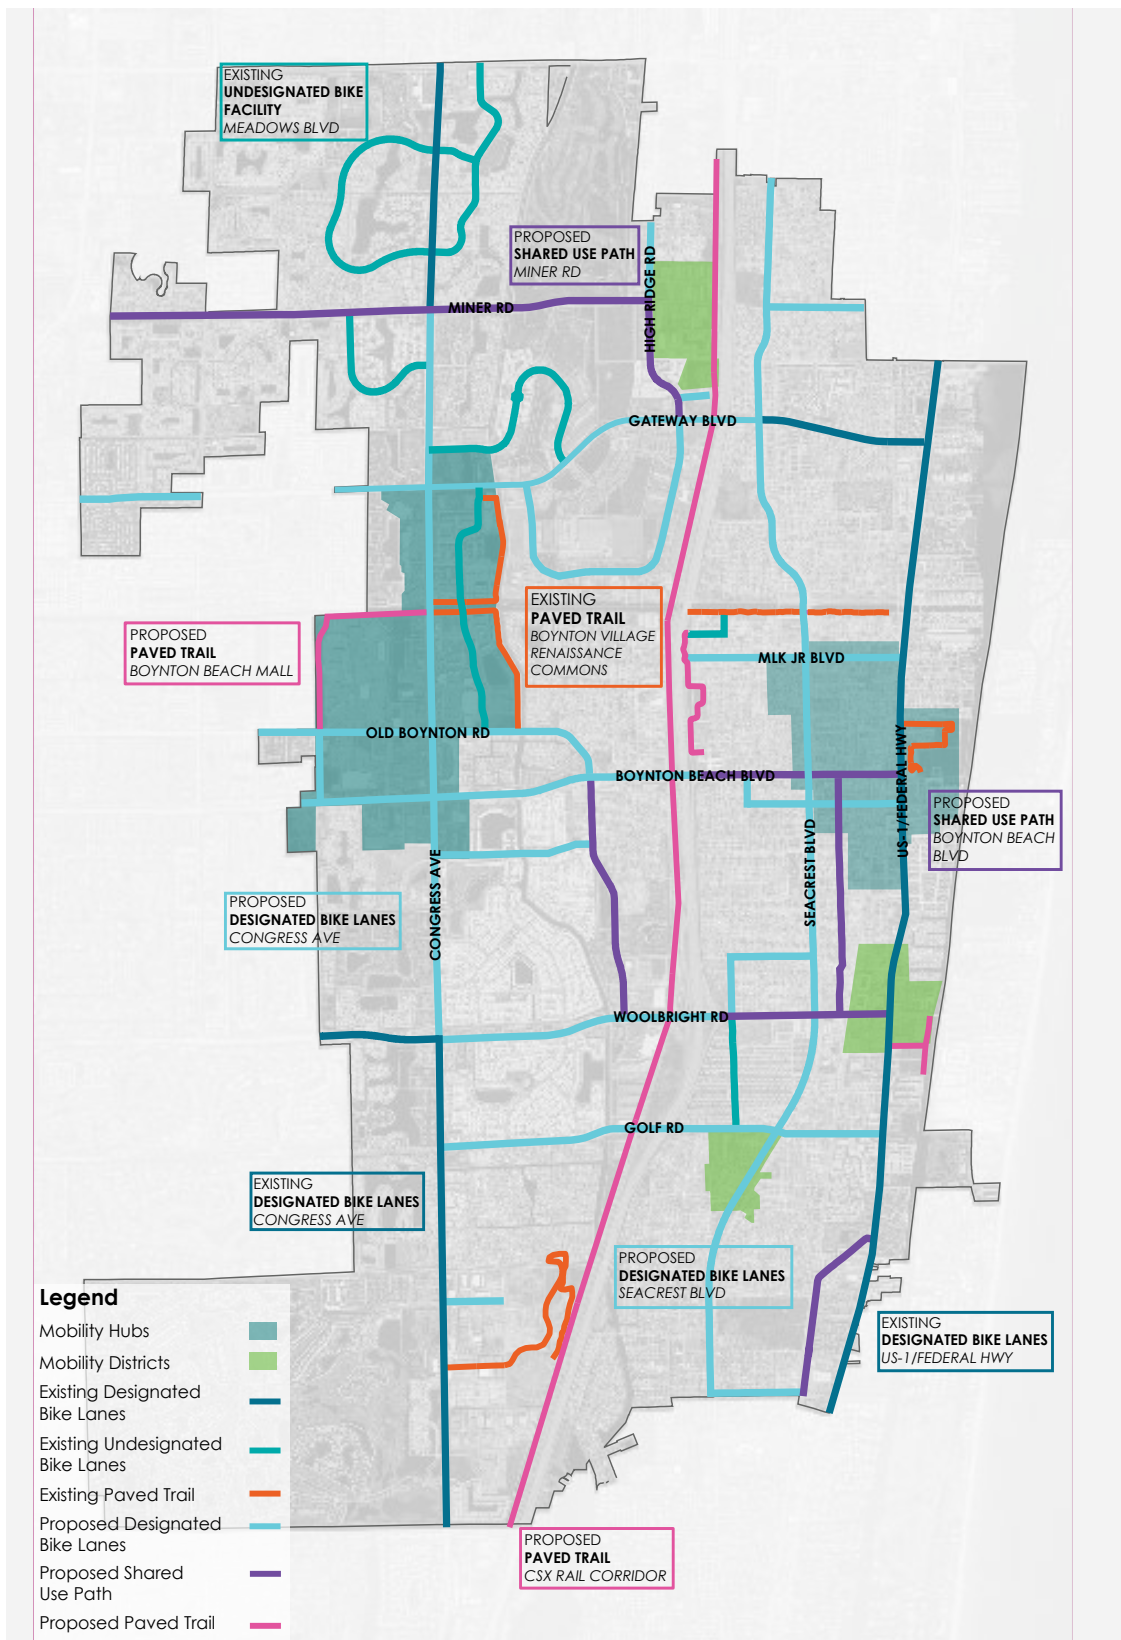 EXISTING
UNDESIGNATED BIKE
FACILITY
MEADOWS BLVD
PROPOSED
SHARED USE PATH
MINER RD
HIGH RIDGE RD
MINER RD
GATEWAY BLVD
EXISTING
PAVED TRAIL
BOYNTON VILLAGE
RENAISSANCE
COMMONS
PROPOSED
PAVED TRAIL
BOYNTON BEACH MALL
MLK JR BLVD
OLD BOYNTON RD
BOYNTON BEACH BLVD
US-1/FEDERAL HWY
PROPOSED
SHARED USE PATH
BOYNTON BEACH
BLVD
SEACREST BLVD
CONGRESS AVE
PROPOSED
DESIGNATED BIKE LANES
CONGRESS AVE
WOOLBRIGHT RD
GOLF RD
EXISTING
DESIGNATED BIKE LANES
CONGRESS AVE
PROPOSED
DESIGNATED BIKE LANES
SEACREST BLVD
EXISTING
DESIGNATED BIKE LANES
US-1/FEDERAL HWY
Legend
Mobility Hubs
Mobility Districts
Existing Designated
Bike Lanes
Existing Undesignated
Bike Lanes
Existing Paved Trail
Proposed Designated
Bike Lanes
Proposed Shared
Use Path
Proposed Paved Trail
PROPOSED
PAVED TRAIL
CSX RAIL CORRIDOR